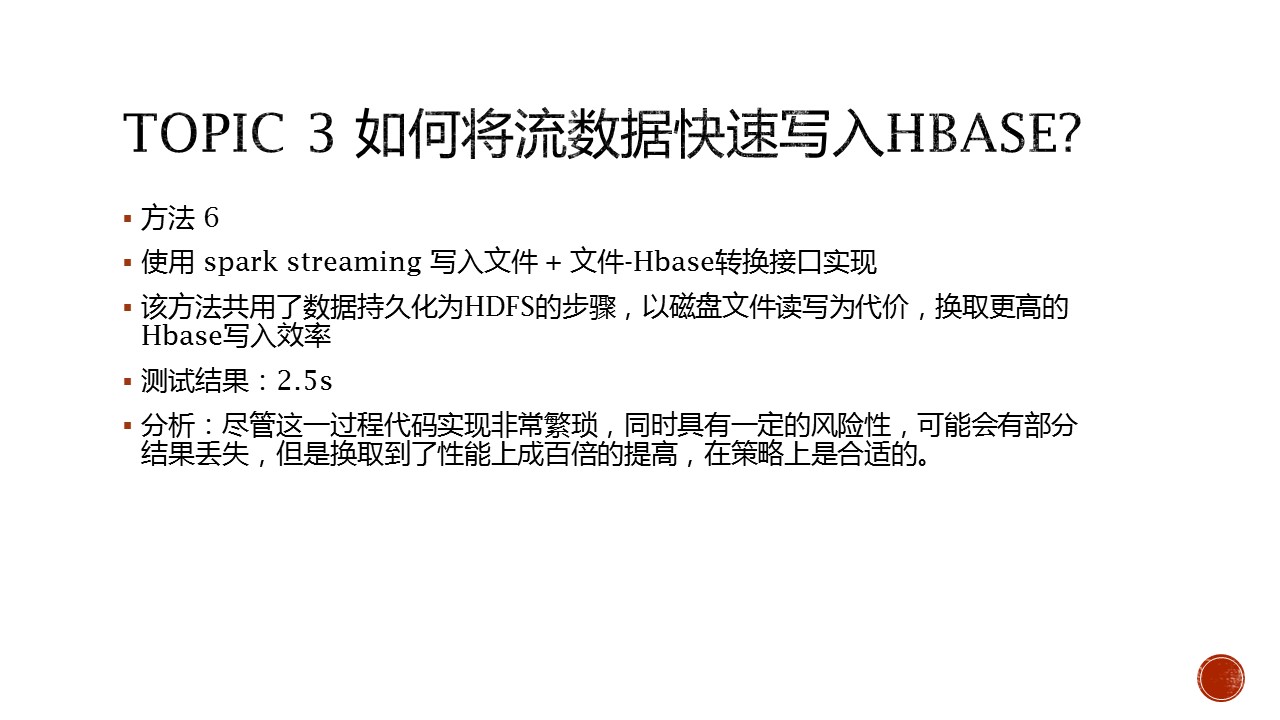 TOPIC 3 如何将流数据快速写入HBASE?
▪ 方法 6
▪ 使用 spark streaming 写入文件 + 文件-Hbase转换接口实现
▪ 该方法共用了数据持久化为HDFS的步骤，以磁盘文件读写为代价，换取更高的
Hbase写入效率
▪ 测试结果：2.5s
▪ 分析：尽管这一过程代码实现非常繁琐，同时具有一定的风险性，可能会有部分
结果丢失，但是换取到了性能上成百倍的提高，在策略上是合适的。